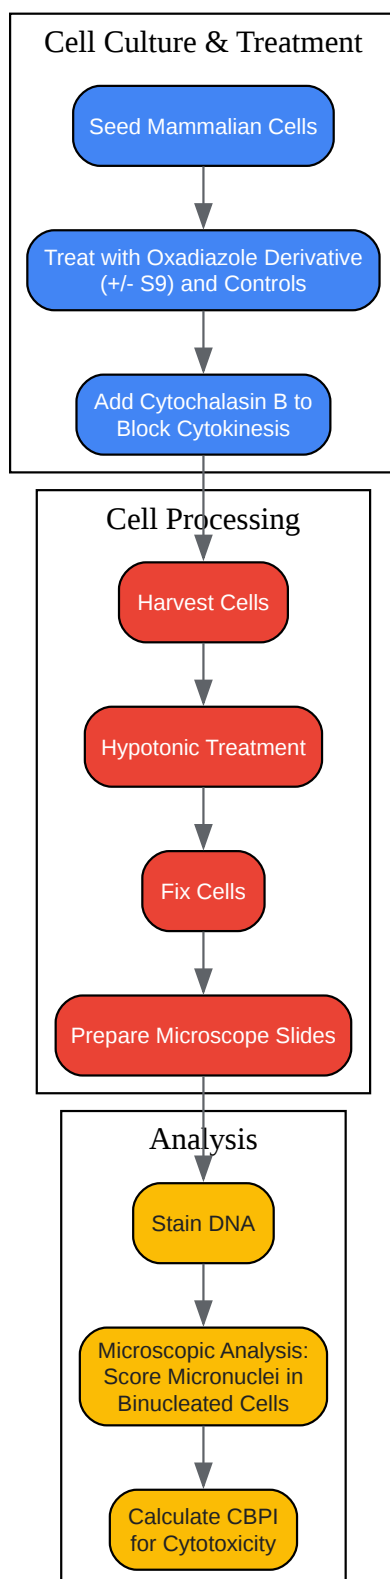 Cell Culture & Treatment
Seed Mammalian Cells
Treat with Oxadiazole Derivative
(+/- S9) and Controls
Add Cytochalasin B to
Block Cytokinesis
Cell Processing
Harvest Cells
Hypotonic Treatment
Fix Cells
Prepare Microscope Slides
Analysis
Stain DNA
Microscopic Analysis:
Score Micronuclei in
Binucleated Cells
Calculate CBPI
for Cytotoxicity